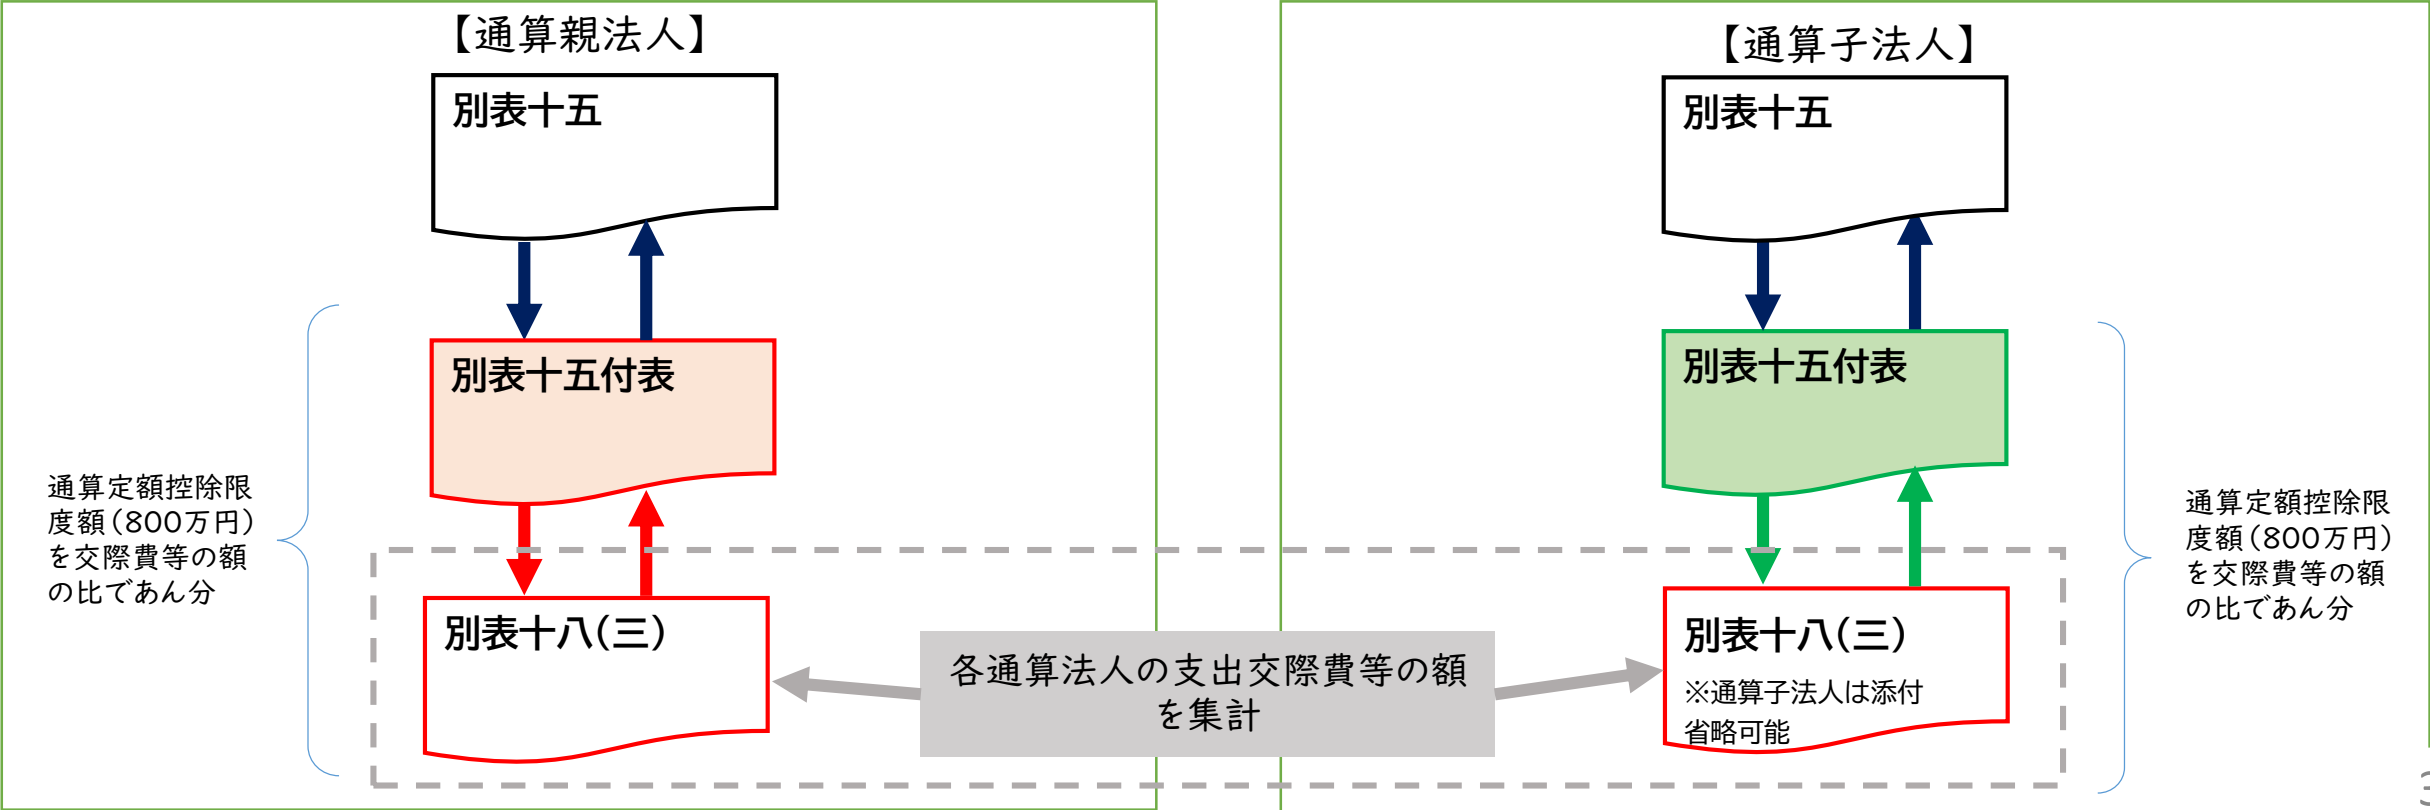 【通算親法人】
別表十五
別表十五付表
通算定額控除限
度額(800万円)
を交際費等の額
の比であん分
別表十八(三)
各通算法人の支出交際費等の額
を集計
【通算子法人】
別表十五
別表十五付表
別表十八(三)
※通算子法人は添付
省略可能
通算定額控除限
度額(800万円)
を交際費等の額
の比であん分